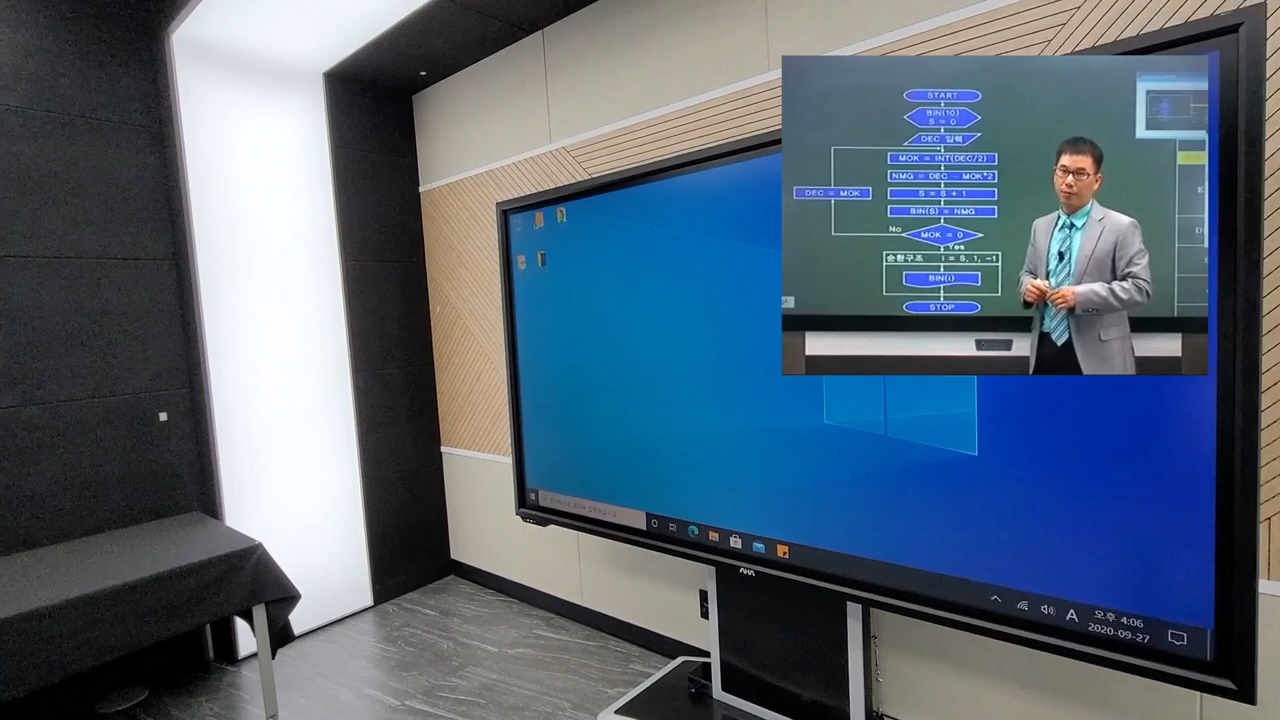 START
BIN(10)
S = 0
DEC 입력
MOK = INT(DEC/2)
NMG = DEC - MOK*2
S = S + 1
BIN(S) = NMG
DEC = MOK
No
MOK = 0
Yes
순환구조 I = S, 1, -1
BIN(i)
STOP
AHA
A
오후 4:06
2020-09-27